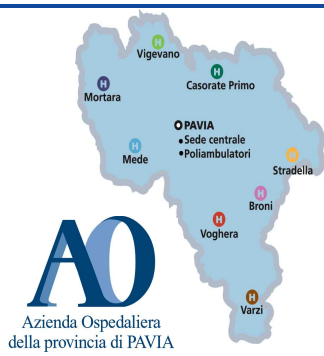 H
Vigevano
H
Casorate Primo
H
Mortara
PAVIA
•Sede centrale
•Poliambulatori
H
Mede
H
Stradella
H
Broni
H
Voghera
H
Varzi
AO
Azienda Ospedaliera
della provincia di PAVIA